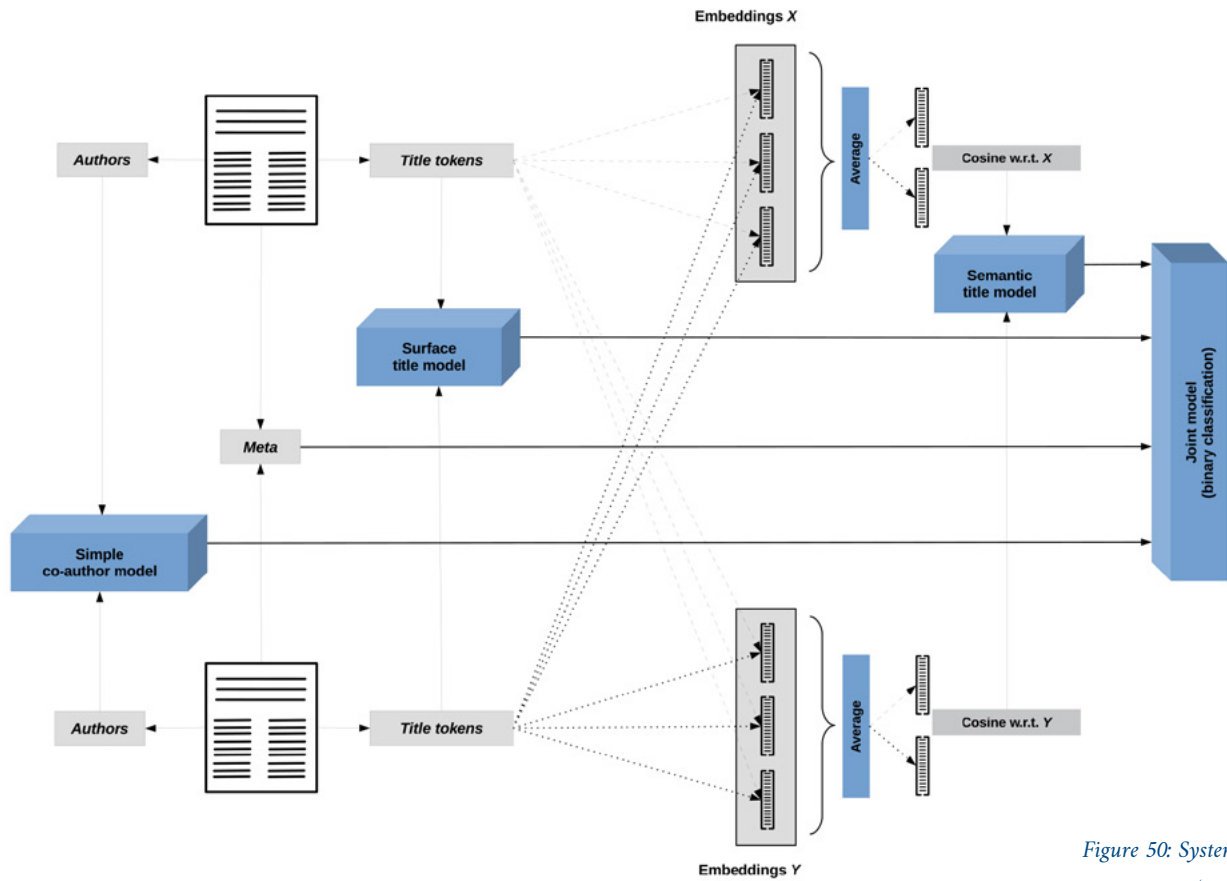 Embeddings X
Authors
Title tokens
Average
Cosine w.r.t. X
Semantic
title model
Surface
title model
Meta
Joint model
(binary classification)
Simple
co-author model
Authors
Title tokens
Average
Cosine w.r.t. Y
Embeddings Y
Figure 50: System